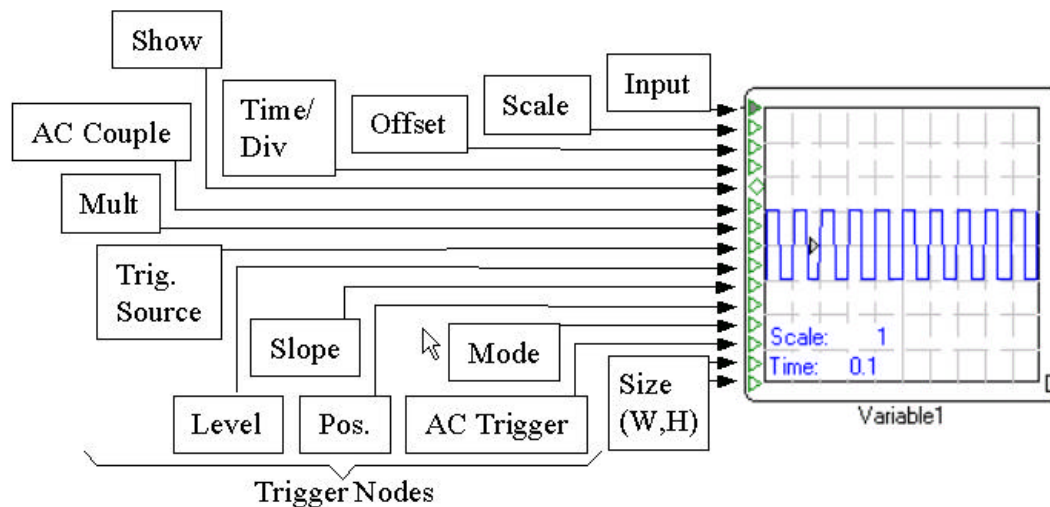 Show
Input
Time/
Div
Scale
Offset
AC Couple
Mult
Trig.
Source
Slope
Mode
Size
(W,H)
Level
Pos.
AC Trigger
Trigger Nodes
Scale: 1
Time: 0.1
Variable1